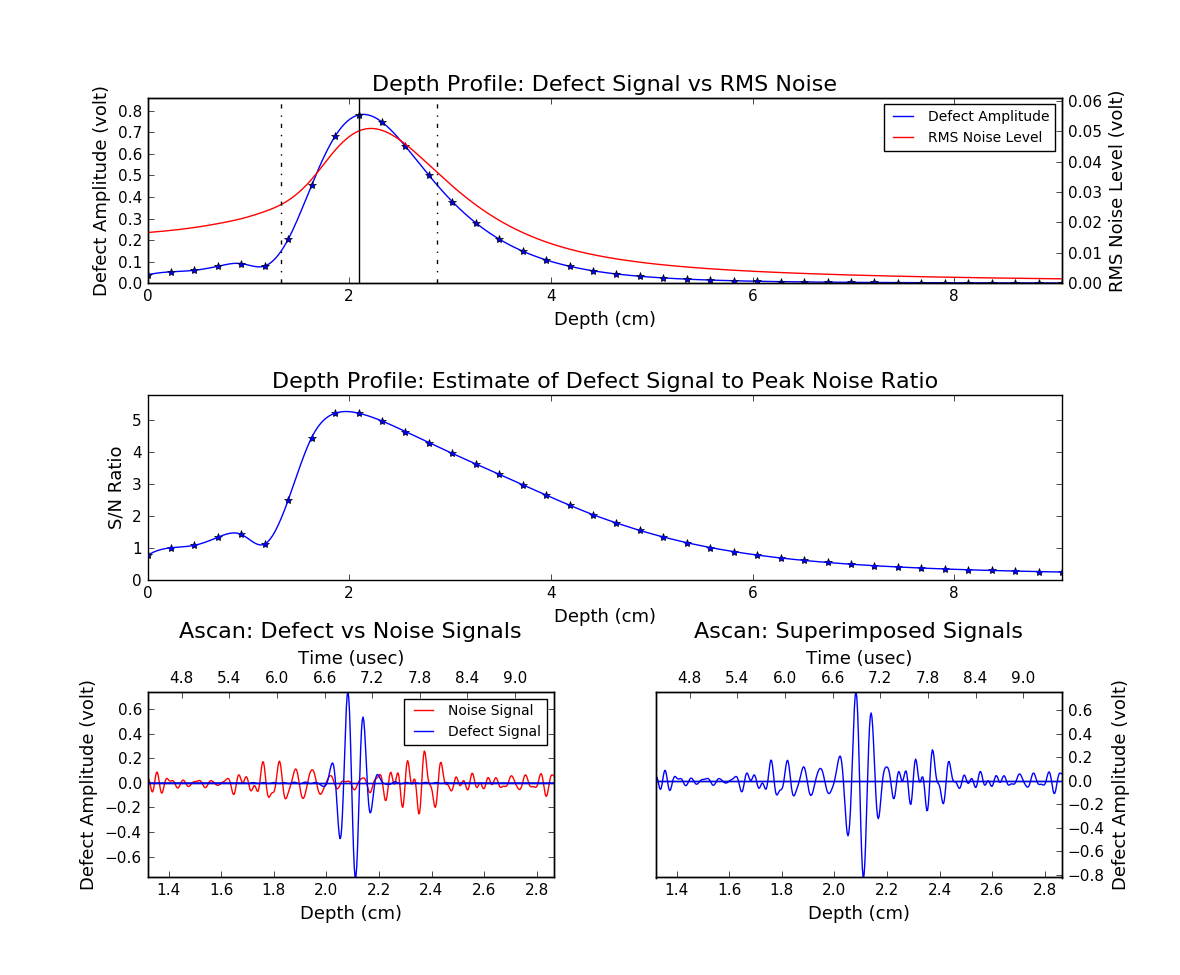 Depth Profile: Defect Signal vs RMS Noise
Defect Amplitude (volt)
0.8
0.7
0.6
0.5
0.4
0.3
0.2
0.1
0.0
Defect Amplitude
RMS Noise Level
0.06
0.05
0.04
0.03
0.02
0.01
0.00
RMS Noise Level (volt)
0 2 4 6 8
Depth (cm)
Depth Profile: Estimate of Defect Signal to Peak Noise Ratio
S/N Ratio
5
4
3
2
1
0
0 2 4 6 8
Depth (cm)
Ascan: Defect vs Noise Signals
Time (usec)
4.8 5.4 6.0 6.6 7.2 7.8 8.4 9.0
Defect Amplitude (volt)
0.6
0.4
0.2
0.0
−0.2
−0.4
−0.6
Noise Signal
Defect Signal
1.4 1.6 1.8 2.0 2.2 2.4 2.6 2.8
Depth (cm)
Ascan: Superimposed Signals
Time (usec)
4.8 5.4 6.0 6.6 7.2 7.8 8.4 9.0
0.6
0.4
0.2
0.0
−0.2
−0.4
−0.6
−0.8
Defect Amplitude (volt)
1.4 1.6 1.8 2.0 2.2 2.4 2.6 2.8
Depth (cm)